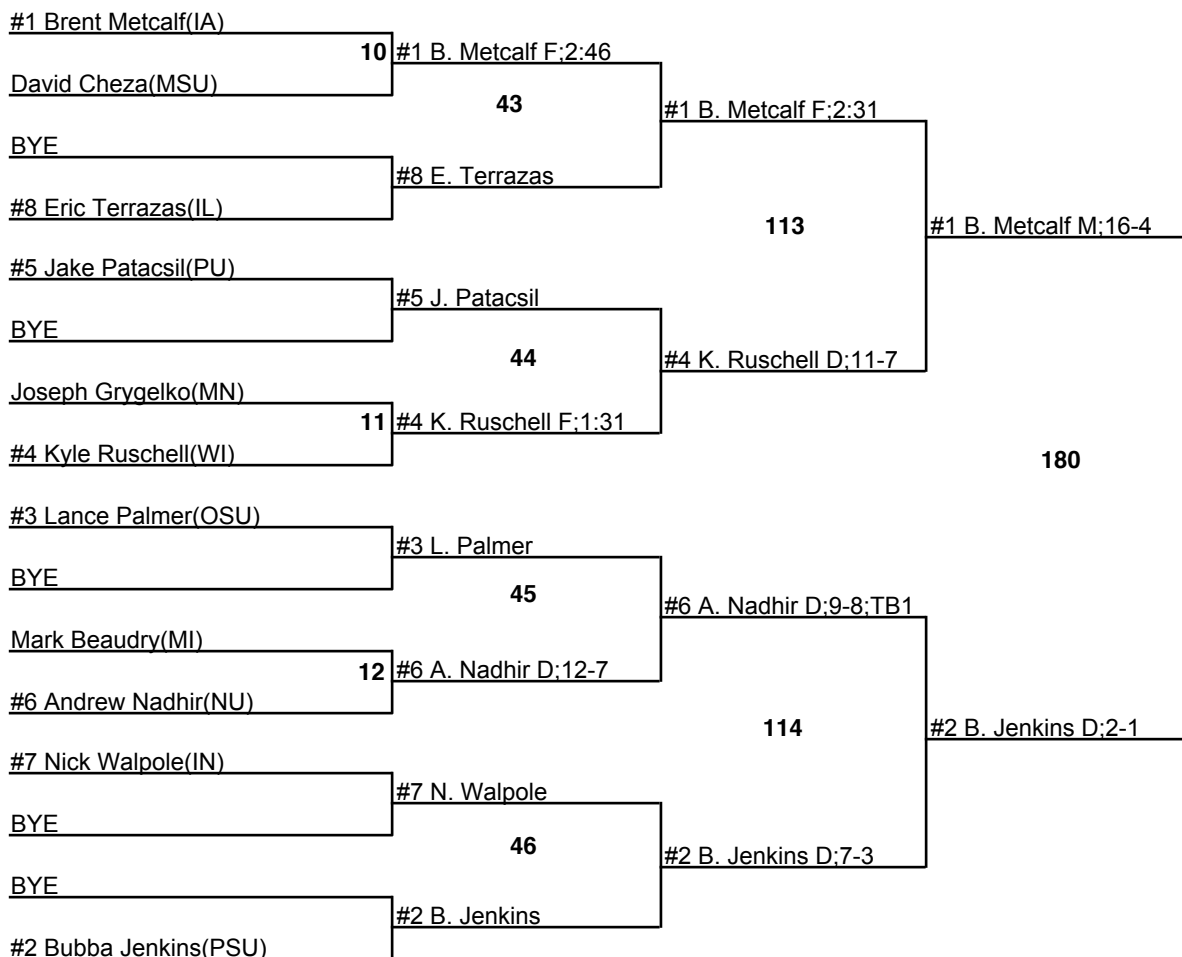 #1 Brent Metcalf(IA)
10 #1 B. Metcalf F;2:46
David Cheza(MSU)
43
#1 B. Metcalf F;2:31
BYE
#8 E. Terrazas
#8 Eric Terrazas(IL)
113
#1 B. Metcalf M;16-4
#5 Jake Patacsil(PU)
#5 J. Patacsil
BYE
44
#4 K. Ruschell D;11-7
Joseph Grygelko(MN)
11 #4 K. Ruschell F;1:31
#4 Kyle Ruschell(WI)
180
#3 Lance Palmer(OSU)
#3 L. Palmer
BYE
45
#6 A. Nadhir D;9-8;TB1
Mark Beaudry(MI)
12 #6 A. Nadhir D;12-7
#6 Andrew Nadhir(NU)
114
#2 B. Jenkins D;2-1
#7 Nick Walpole(IN)
#7 N. Walpole
BYE
46
#2 B. Jenkins D;7-3
BYE
#2 B. Jenkins
#2 Bubba Jenkins(PSU)